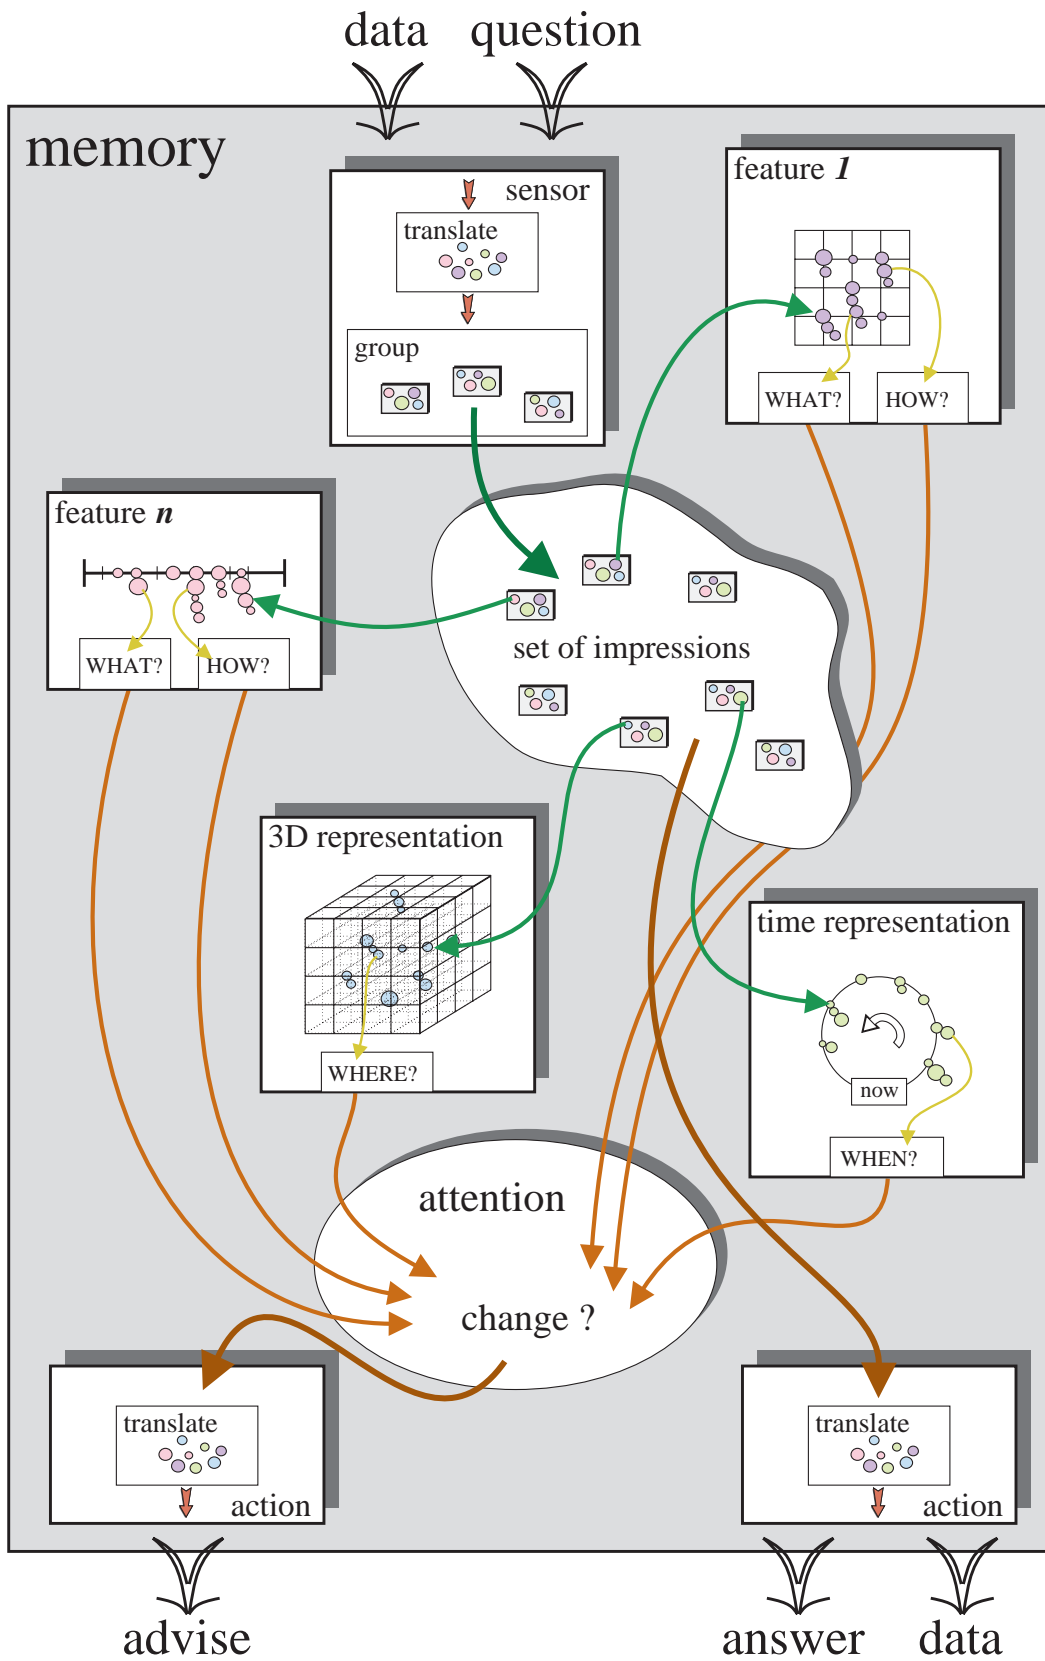 data
question
memory
sensor
translate
group
feature 1
WHAT?
HOW?
feature n
WHAT?
HOW?
set of impressions
3D representation
WHERE?
time representation
now
WHEN?
attention
change ?
translate
action
translate
action
advise
answer
data